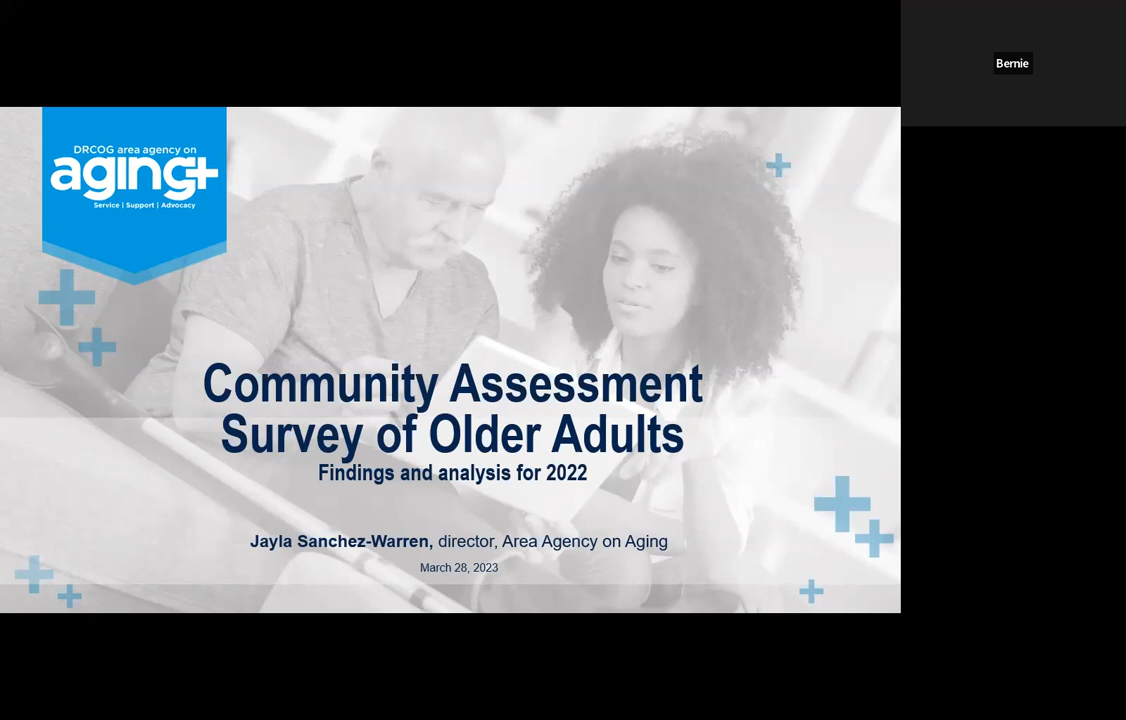 Bernie
DRCOG area agency on
aging+
Service | Support | Advocacy
Community Assessment
Survey of Older Adults
Findings and analysis for 2022
Jayla Sanchez-Warren, director, Area Agency on Aging
March 28, 2023